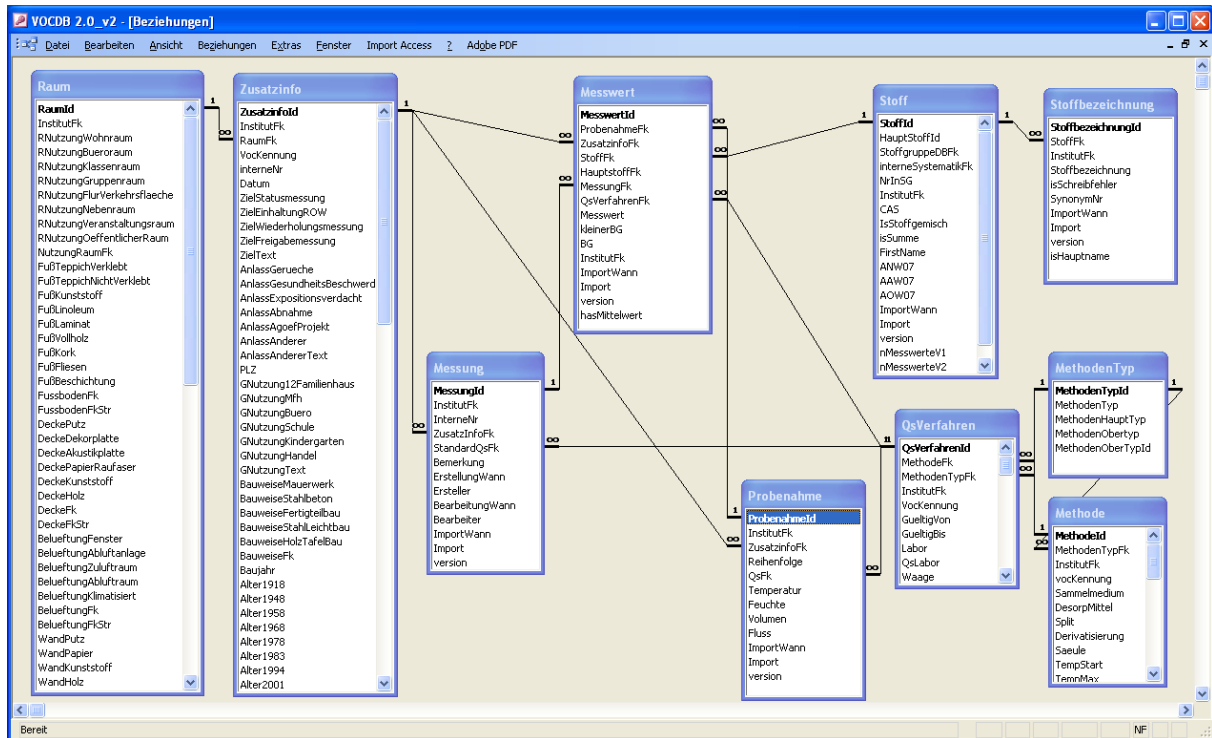 VOCDB 2.0_v2 - [Beziehungen]
Datei Bearbeiten Ansicht Beziehungen Extras Fenster Import Access ? Adobe PDF
Raum
RaumId
InstitutFk
RNutzungWohnraum
RNutzungBueroraum
RNutzungKlassenraum
RNutzungGruppenraum
RNutzungFlurVerkehrsflaeche
RNutzungNebenraum
RNutzungVeranstaltungsraum
RNutzungOeffentlicherRaum
NutzungRaumFk
FußTeppichVerklebt
FußTeppichNichtVerklebt
FußKunststoff
FußLinoleum
FußLaminat
FußVollholz
FußKork
FußFliesen
FußBeschichtung
FussbodenFk
FussbodenFkStr
DeckePutz
DeckeDekorplatte
DeckeAkustikplatte
DeckePapierRaufaser
DeckeKunststoff
DeckeHolz
DeckeFk
DeckeFkStr
BelueftungFenster
BelueftungAbluftanlage
BelueftungZuluftraum
BelueftungAbluftraum
BelueftungKlimatisiert
BelueftungFk
BelueftungFkStr
WandPutz
WandPapier
WandKunststoff
WandHolz
1
∞
Zusatzinfo
ZusatzinfoId
InstitutFk
RaumFk
VocKennung
interneNr
Datum
ZielStatusmessung
ZielEinhaltungROW
ZielWiederholungsmessung
ZielFreigabemessung
ZielText
AnlassGerueche
AnlassGesundheitsBeschwerd
AnlassExpositionsverdacht
AnlassAbnahme
AnlassAgoefProjekt
AnlassAnderer
AnlassAndererText
PLZ
GNutzung12Familienhaus
GNutzungMfh
GNutzungBuero
GNutzungSchule
GNutzungKindergarten
GNutzungHandel
GNutzungText
BauweiseMauerwerk
BauweiseStahlbeton
BauweiseFertigteilbau
BauweiseStahlLeichtbau
BauweiseHolzTafelBau
BauweiseFk
Baujahr
Alter1918
Alter1948
Alter1958
Alter1968
Alter1978
Alter1983
Alter1994
Alter2001
1
∞
Messung
MessungId
InstitutFk
InterneNr
ZusatzInfoFk
StandardQsFk
Bemerkung
ErstellungWann
Ersteller
BearbeitungWann
Bearbeiter
ImportWann
Import
version
1
∞
∞
Messwert
MesswertId
ProbenahmeFk
ZusatzinfoFk
StoffFk
HauptstoffFk
MessungFk
QsVerfahrenFk
Messwert
kleinerBG
BG
InstitutFk
ImportWann
Import
version
hasMittelwert
∞
∞
∞
∞
∞
Probenahme
ProbenahmeId
InstitutFk
ZusatzinfoFk
Reihenfolge
QsFk
Temperatur
Feuchte
Volumen
Fluss
ImportWann
Import
version
1
∞
∞
Stoff
StoffId
HauptStoffId
StoffgruppeDBFk
interneSystematikFk
NrInSG
InstitutFk
CAS
IsStoffgemisch
isSumme
FirstName
ANW07
AAW07
AOW07
ImportWann
Import
version
nMesswerteV1
nMesswerteV2
1
1
∞
Stoffbezeichnung
StoffbezeichnungId
StoffFk
InstitutFk
Stoffbezeichnung
isSchreibfehler
SynonymNr
ImportWann
Import
version
isHauptname
QsVerfahren
QsVerfahrenId
MethodeFk
MethodenTypFk
InstitutFk
VocKennung
GueltigVon
GueltigBis
Labor
QsLabor
Waage
∞
∞
MethodenTyp
MethodenTypId
MethodenTyp
MethodenHauptTyp
MethodenObertyp
MethodenOberTypId
1
1
Methode
MethodeId
MethodenTypFk
InstitutFk
vocKennung
Sammelmedium
DesorpMittel
Split
Derivatisierung
Saeule
TempStart
TempMax
1
Bereit
NF